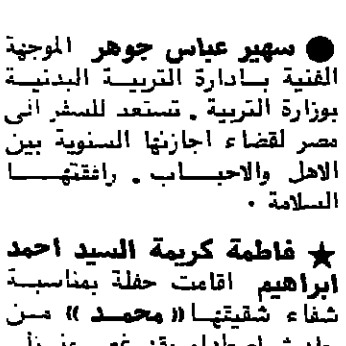 ● سهير عباس جوهر الموجهة
الفنية بادارة التربية البدنية
بوزارة التربية . تستعد للسفر الى
مصر لقضاء اجازتها السنوية بين
الاهل والاحباب . رافقتها
السلامة .
★ فاطمة كريمة السيد احمد
ابراهيم اقامت حفلة بمناسبة
شفاء شقيقتها « محمد » من